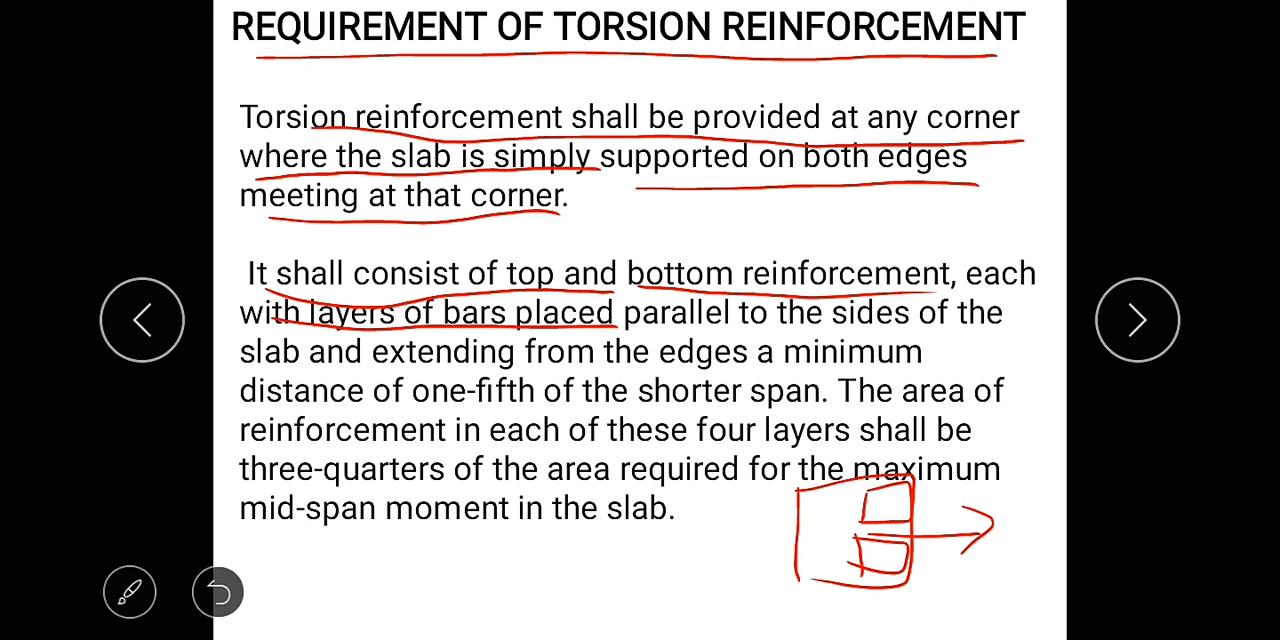 REQUIREMENT OF TORSION REINFORCEMENT
Torsion reinforcement shall be provided at any corner
where the slab is simply supported on both edges
meeting at that corner.
It shall consist of top and bottom reinforcement, each
with layers of bars placed parallel to the sides of the
slab and extending from the edges a minimum
distance of one-fifth of the shorter span. The area of
reinforcement in each of these four layers shall be
three-quarters of the area required for the maximum
mid-span moment in the slab.